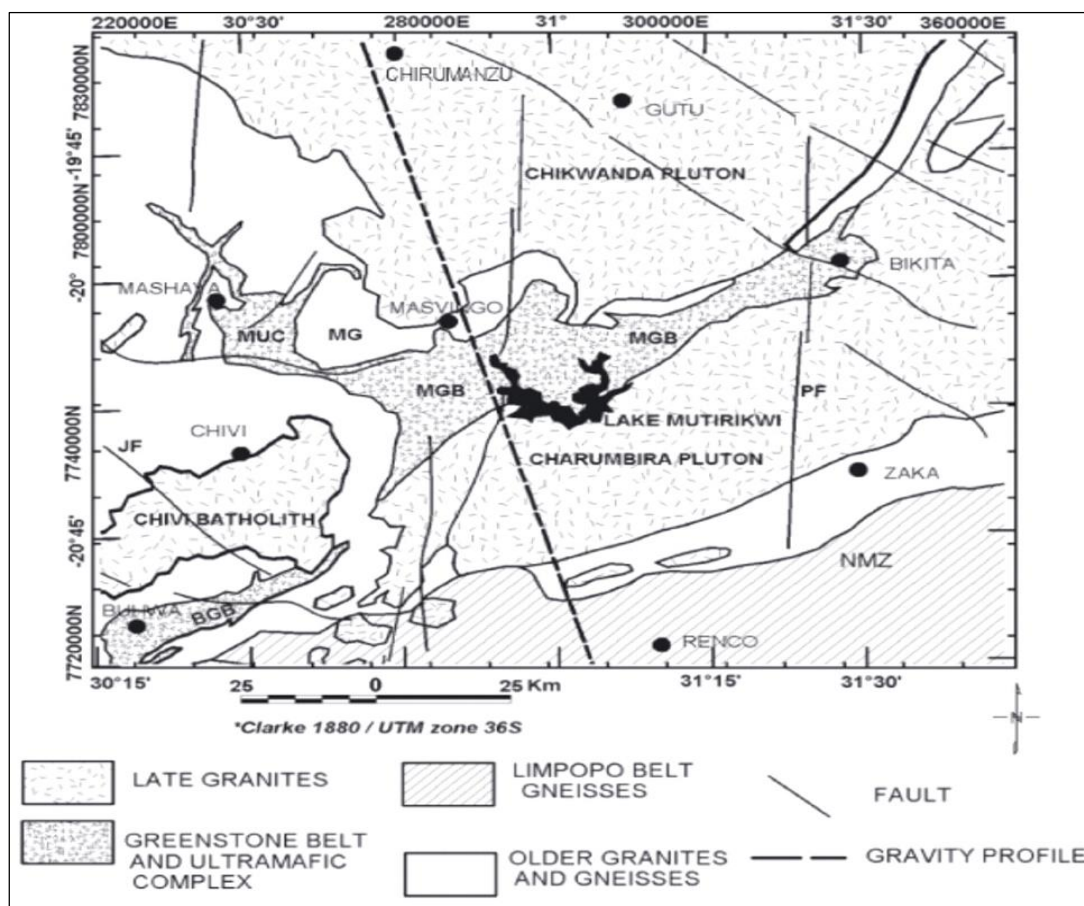 220000E 30°30' 2800000E 31° 3000000E 31°30' 360000E
7830000N
-19°45'
7800000N
-20°
7740000N
-20°45'
7720000N
CHIRUMANZU
GUTU
CHIKWANDA PLUTON
BIKITA
MASHAVA
MASVINGO
MUC
MG
MGB
MGB
PF
LAKE MUTIRIKWI
CHIVI
JF
CHARUMBIRA PLUTON
ZAKA
CHIVI BATHOLITH
NMZ
BUHWA
BGB
RENCO
30°15' 31°15' 31°30'
25 0 25 Km
*Clarke 1880 / UTM zone 36S
N
LATE GRANITES
GREENSTONE BELT
AND ULTRAMAFIC
COMPLEX
LIMPOPO BELT
GNEISSES
OLDER GRANITES
AND GNEISSES
FAULT
GRAVITY PROFILE